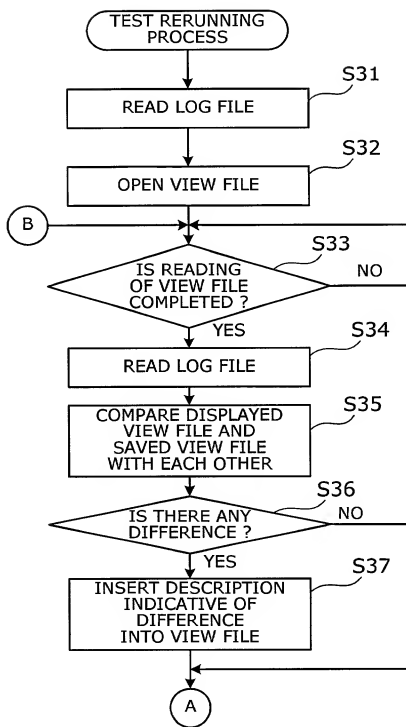 TEST RERUNNING
PROCESS
S31
READ LOG FILE
S32
OPEN VIEW FILE
B
S33
IS READING
OF VIEW FILE
COMPLETED ?
NO
YES
S34
READ LOG FILE
S35
COMPARE DISPLAYED
VIEW FILE AND
SAVED VIEW FILE
WITH EACH OTHER
S36
IS THERE ANY
DIFFERENCE ?
NO
YES
S37
INSERT DESCRIPTION
INDICATIVE OF
DIFFERENCE
INTO VIEW FILE
A